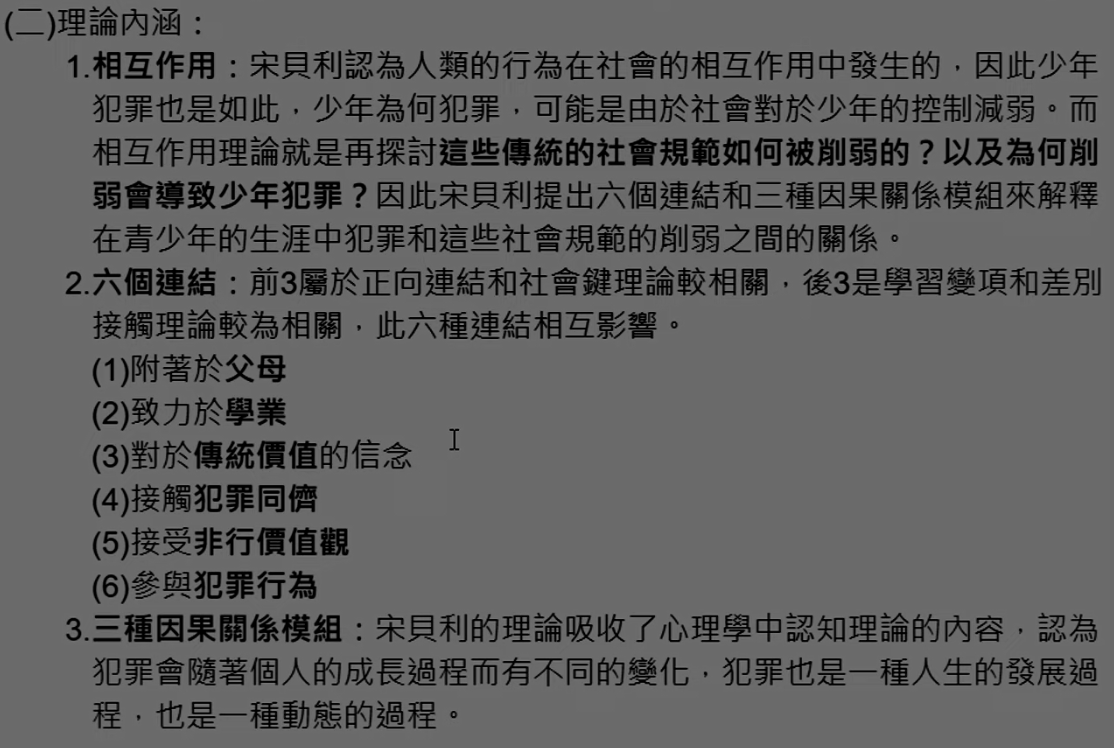 (二)理論內涵：
1.相互作用：宋貝利認為人類的行為在社會的相互作用中發生的，因此少年
犯罪也是如此，少年為何犯罪，可能是由於社會對於少年的控制減弱。而
相互作用理論就是再探討這些傳統的社會規範如何被削弱的？以及為何削
弱會導致少年犯罪？因此宋貝利提出六個連結和三種因果關係模組來解釋
在青少年的生涯中犯罪和這些社會規範的削弱之間的關係。
2.六個連結：前3屬於正向連結和社會鍵理論較相關，後3是學習變項和差別
接觸理論較為相關，此六種連結相互影響。
(1)附著於父母
(2)致力於學業
(3)對於傳統價值的信念
(4)接觸犯罪同儕
(5)接受非行價值觀
(6)參與犯罪行為
3.三種因果關係模組：宋貝利的理論吸收了心理學中認知理論的內容，認為
犯罪會隨著個人的成長過程而有不同的變化，犯罪也是一種人生的發展過
程，也是一種動態的過程。